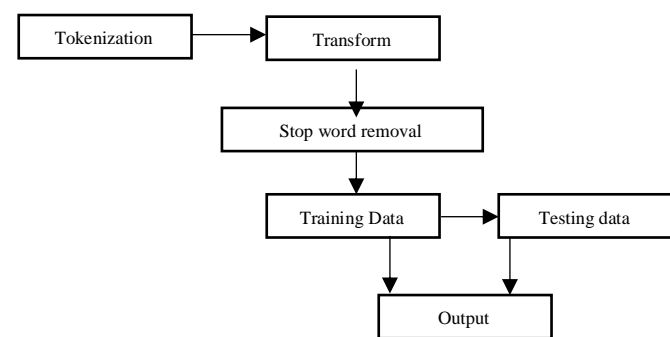 Tokenization
Transform
Stop word removal
Training Data
Testing data
Output